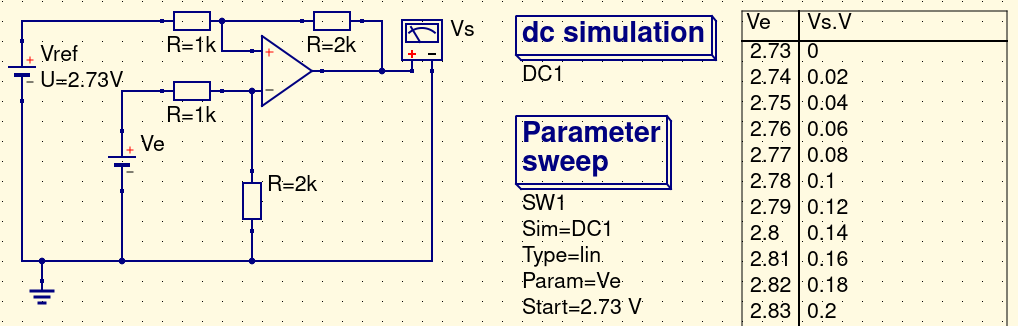 R=1k
R=2k
Vs
+ −
Vref
+
−
U=2.73V
+
−
R=1k
Ve
+
−
R=2k
dc simulation
DC1
Parameter
sweep
SW1
Sim=DC1
Type=lin
Param=Ve
Start=2.73 V
Ve Vs.V
2.73 0
2.74 0.02
2.75 0.04
2.76 0.06
2.77 0.08
2.78 0.1
2.79 0.12
2.8 0.14
2.81 0.16
2.82 0.18
2.83 0.2